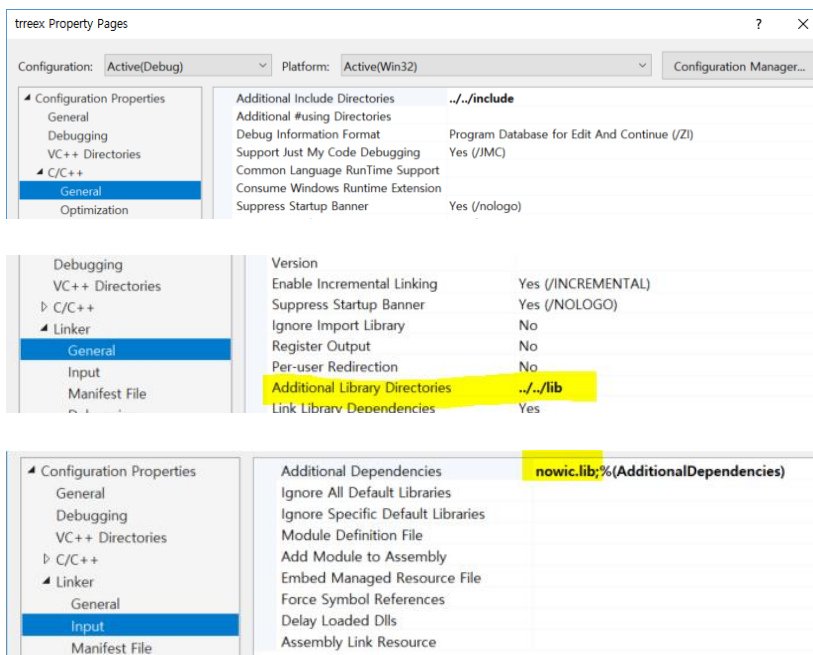 trreex Property Pages ? ×
Configuration: Active(Debug) Platform: Active(Win32) Configuration Manager...
Configuration Properties Additional Include Directories ../../include
General Additional #using Directories
Debugging Debug Information Format Program Database for Edit And Continue (/ZI)
VC++ Directories Support Just My Code Debugging Yes (/JMC)
C/C++ Common Language RunTime Support
General Consume Windows Runtime Extension
Optimization Suppress Startup Banner Yes (/nologo)
Debugging Version
VC++ Directories Enable Incremental Linking Yes (/INCREMENTAL)
C/C++ Suppress Startup Banner Yes (/NOLOGO)
Linker Ignore Import Library No
General Register Output No
Input Per-user Redirection No
Manifest File Additional Library Directories ../../lib
Link Library Dependencies Yes
Configuration Properties Additional Dependencies nowic.lib;%(AdditionalDependencies)
General Ignore All Default Libraries
Debugging Ignore Specific Default Libraries
VC++ Directories Module Definition File
C/C++ Add Module to Assembly
Linker Embed Managed Resource File
General Force Symbol References
Input Delay Loaded Dlls
Manifest File Assembly Link Resource